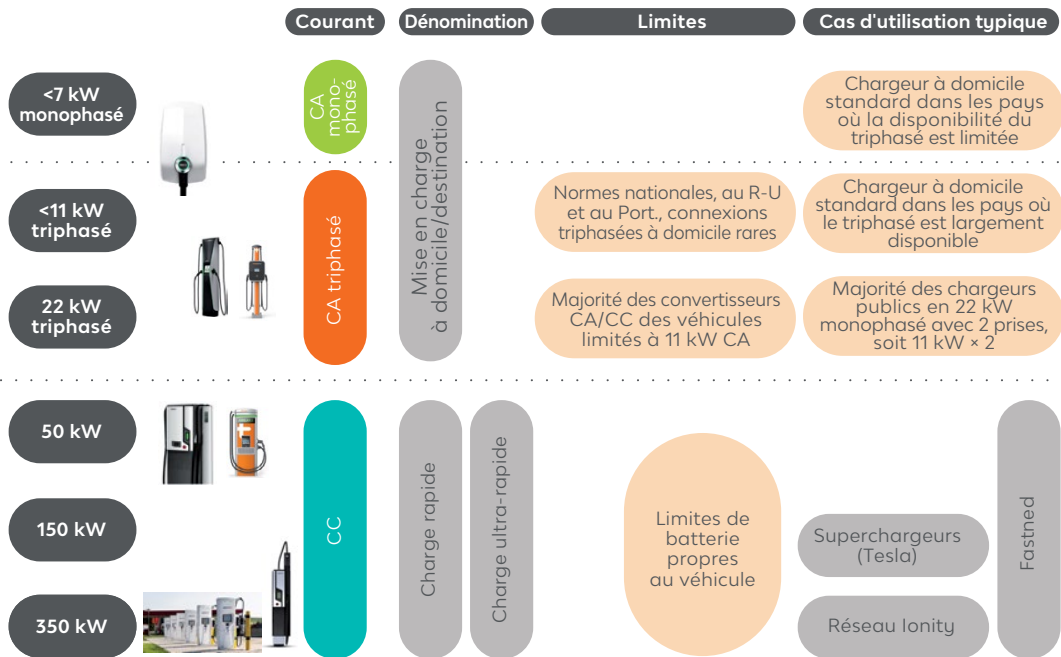 Courant
Dénomination
Limites
Cas d'utilisation typique
<7 kW
monophasé
CA
mono-
phasé
Mise en charge
à domicile/destination
Chargeur à domicile
standard dans les pays
où la disponibilité du
triphasé est limitée
<11 kW
triphasé
CA triphasé
Normes nationales, au R-U
et au Port., connexions
triphasées à domicile rares
Chargeur à domicile
standard dans les pays où
le triphasé est largement
disponible
22 kW
triphasé
Majorité des convertisseurs
CA/CC des véhicules
limités à 11 kW CA
Majorité des chargeurs
publics en 22 kW
monophasé avec 2 prises,
soit 11 kW × 2
50 kW
CC
Charge rapide
Charge ultra-rapide
Limites de
batterie
propres
au véhicule
Fastned
150 kW
Superchargeurs
(Tesla)
350 kW
Réseau Ionity